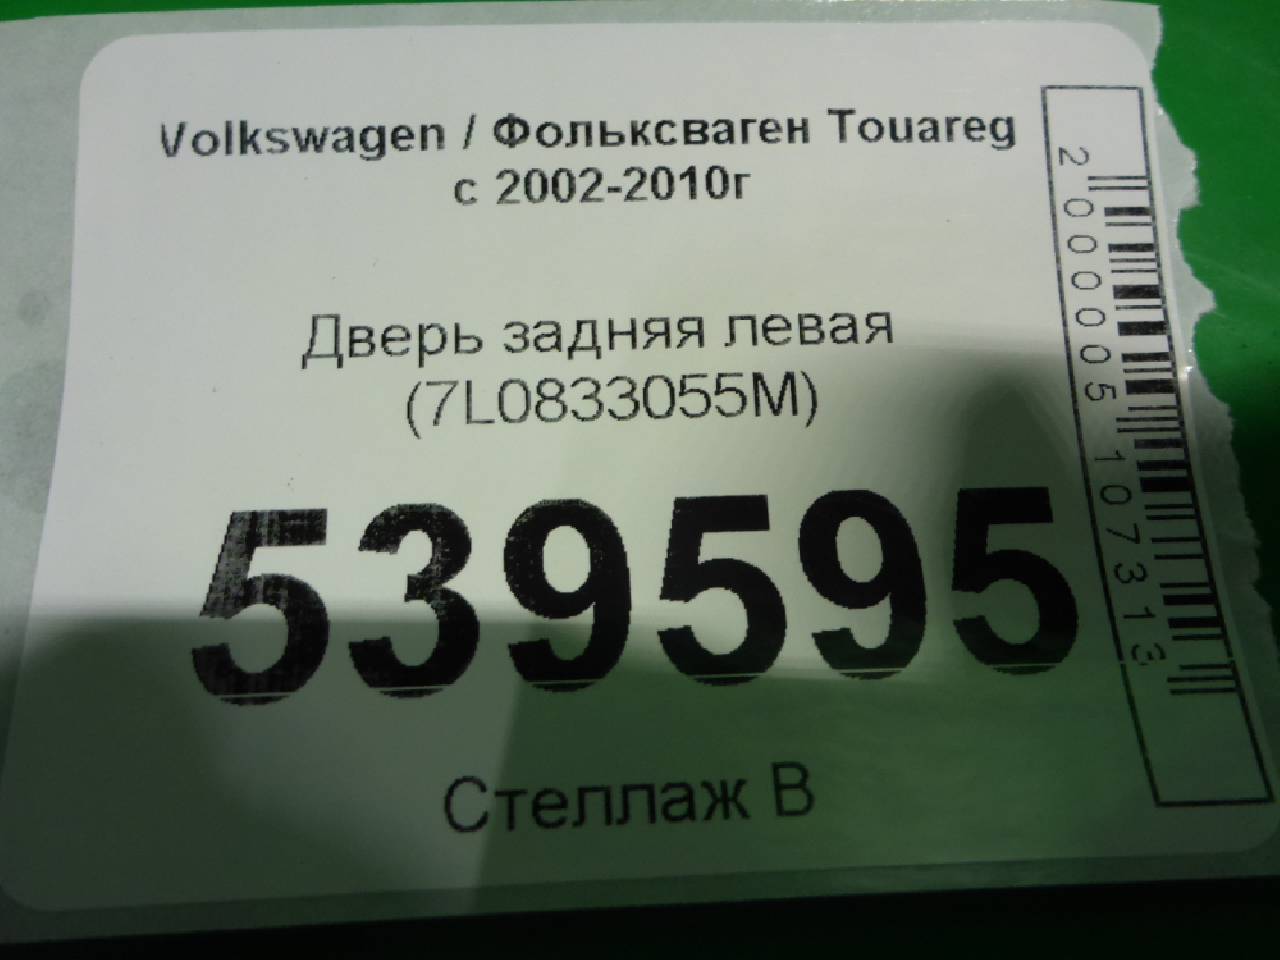 Volkswagen / Фольксваген Touareg
с 2002-2010г
Дверь задняя левая
(7L0833055M)
539595
Стеллаж В
2000005107313